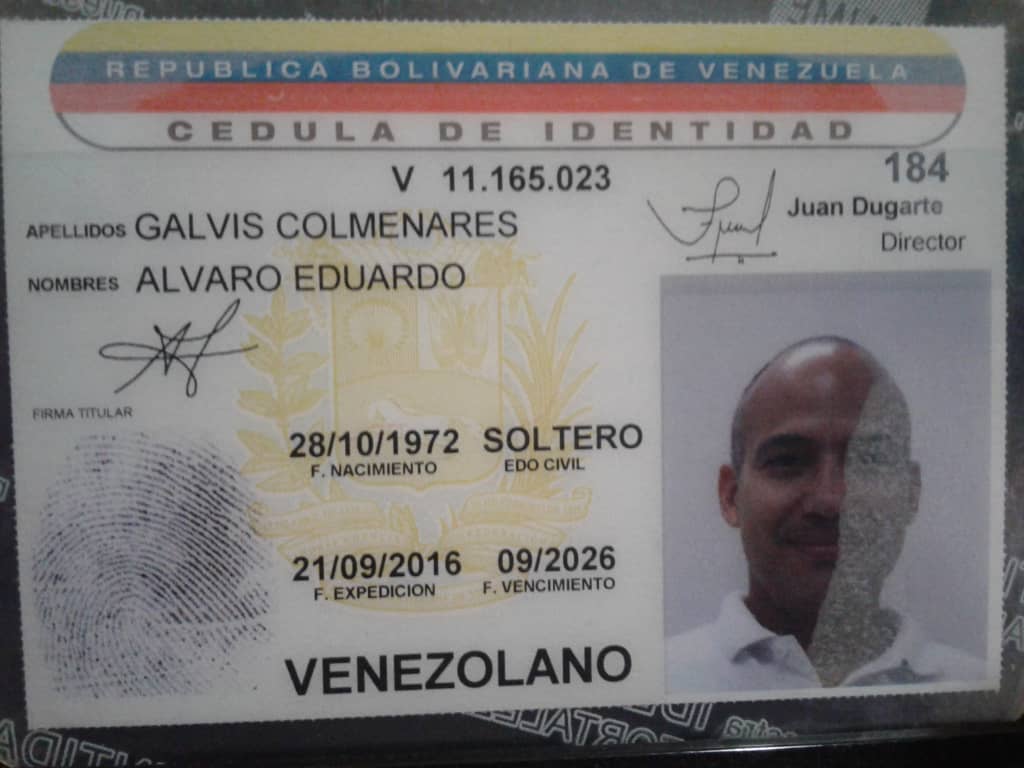 REPUBLICA BOLIVARIANA DE VENEZUELA
CEDULA DE IDENTIDAD
V 11.165.023
184
Juan Dugarte
Director
APELLIDOS GALVIS COLMENARES
NOMBRES ALVARO EDUARDO
FIRMA TITULAR
28/10/1972 SOLTERO
F. NACIMIENTO EDO CIVIL
21/09/2016 09/2026
F. EXPEDICION F. VENCIMIENTO
VENEZOLANO